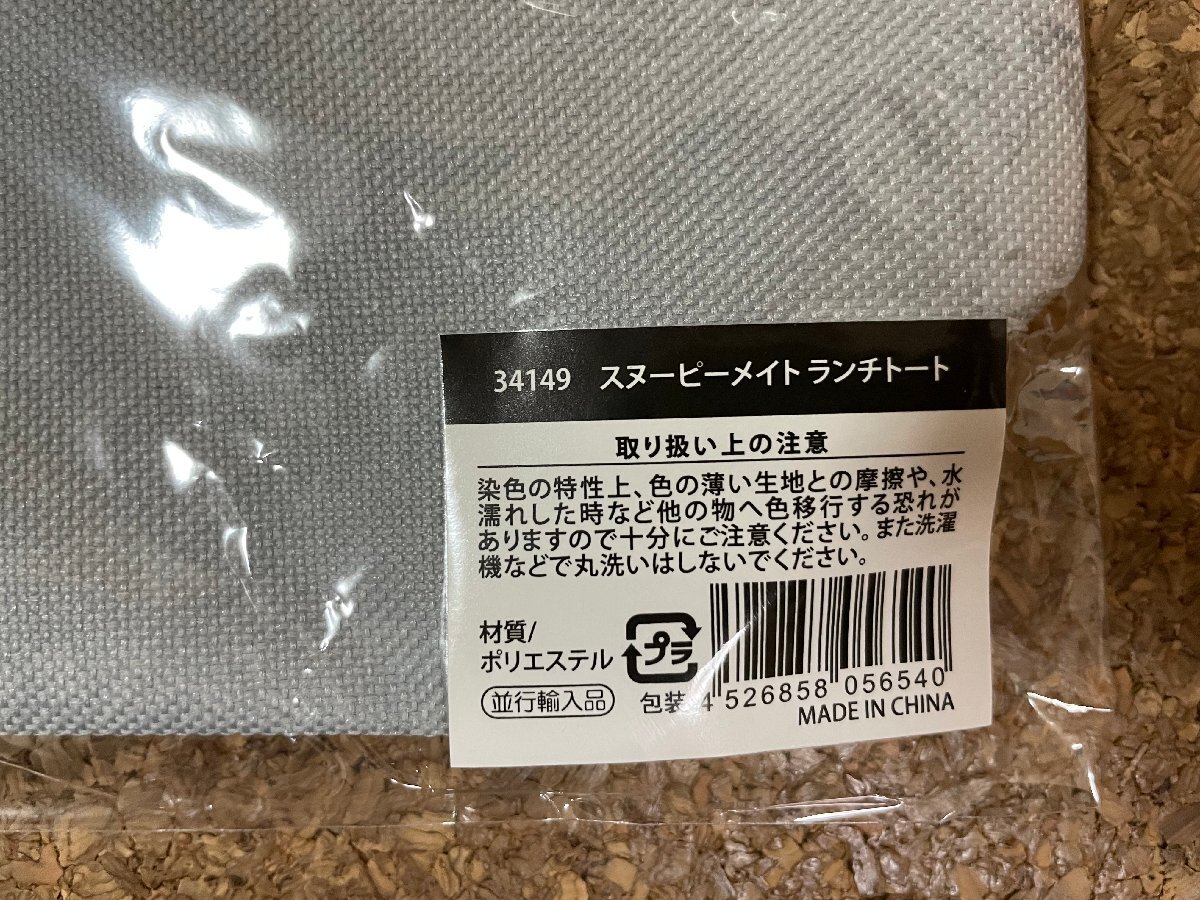 34149 スヌーピーメイト ランチトート
取り扱い上の注意
染色の特性上、色の薄い生地との摩擦や、水
濡れした時など他の物へ色移行する恐れが
ありますので十分にご注意ください。また洗濯
機などで丸洗いはしないでください。
材質/
ポリエステル
プラ
並行輸入品
包装
4 526858 056540
MADE IN CHINA